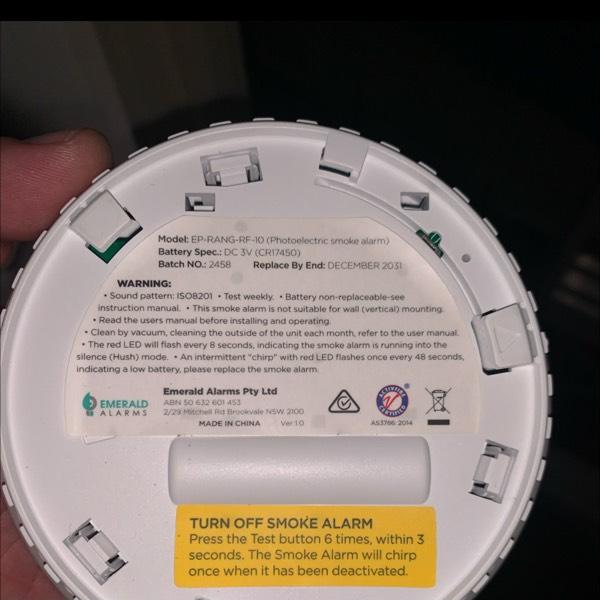 Model: EP-RANG-RF-10 (Photoelectric smoke alarm)
Battery Spec.: DC 3V (CR17450)
Batch NO.: 2458 Replace By End: DECEMBER 2031
WARNING:
• Sound pattern: ISO8201 • Test weekly. • Battery non-replaceable-see
instruction manual. • This smoke alarm is not suitable for wall (vertical) mounting.
• Read the users manual before installing and operating.
• Clean by vacuum, cleaning the outside of the unit each month, refer to the user manual.
• The red LED will flash every 8 seconds, indicating the smoke alarm is running into the
silence (Hush) mode. • An intermittent "chirp" with red LED flashes once every 48 seconds,
indicating a low battery, please replace the smoke alarm.
EMERALD
ALARMS
Emerald Alarms Pty Ltd
ABN 50 632 601 453
2/29 Mitchell Rd Brookvale NSW 2100
MADE IN CHINA Ver:1.0
ACTIVFIRE
CERTIFIED
AS3786: 2014
TURN OFF SMOKE ALARM
Press the Test button 6 times, within 3
seconds. The Smoke Alarm will chirp
once when it has been deactivated.